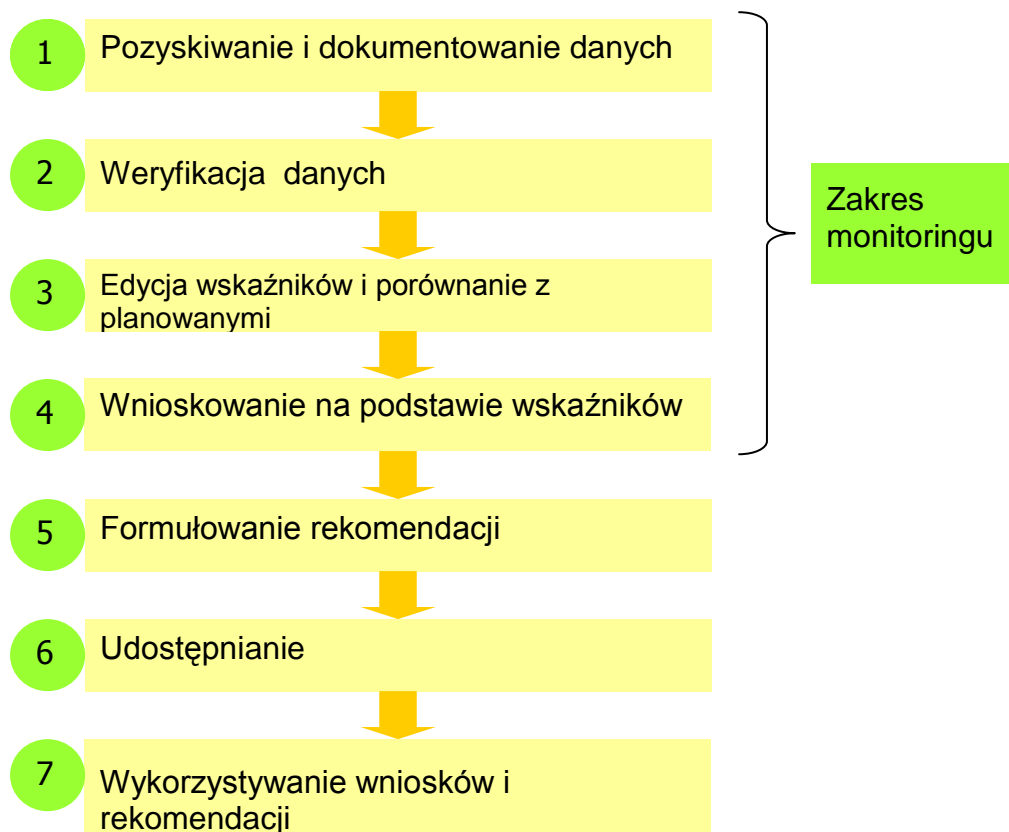 1
Pozyskiwanie i dokumentowanie danych
2
Weryfikacja danych
3
Edycja wskaźników i porównanie z
planowanymi
4
Wnioskowanie na podstawie wskaźników
5
Formułowanie rekomendacji
6
Udostępnianie
7
Wykorzystywanie wniosków i
rekomendacji
Zakres
monitoringu